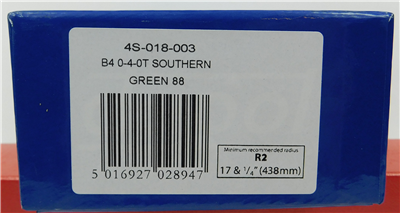 4S-018-003
B4 0-4-0T SOUTHERN
GREEN 88
5 016927 028947
Minimum recommended radius
R2
17 & ¼" (438mm)